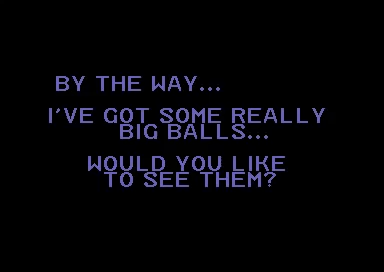 BY THE WAY...
I'VE GOT SOME REALLY
BIG BALLS...
WOULD YOU LIKE
TO SEE THEM?